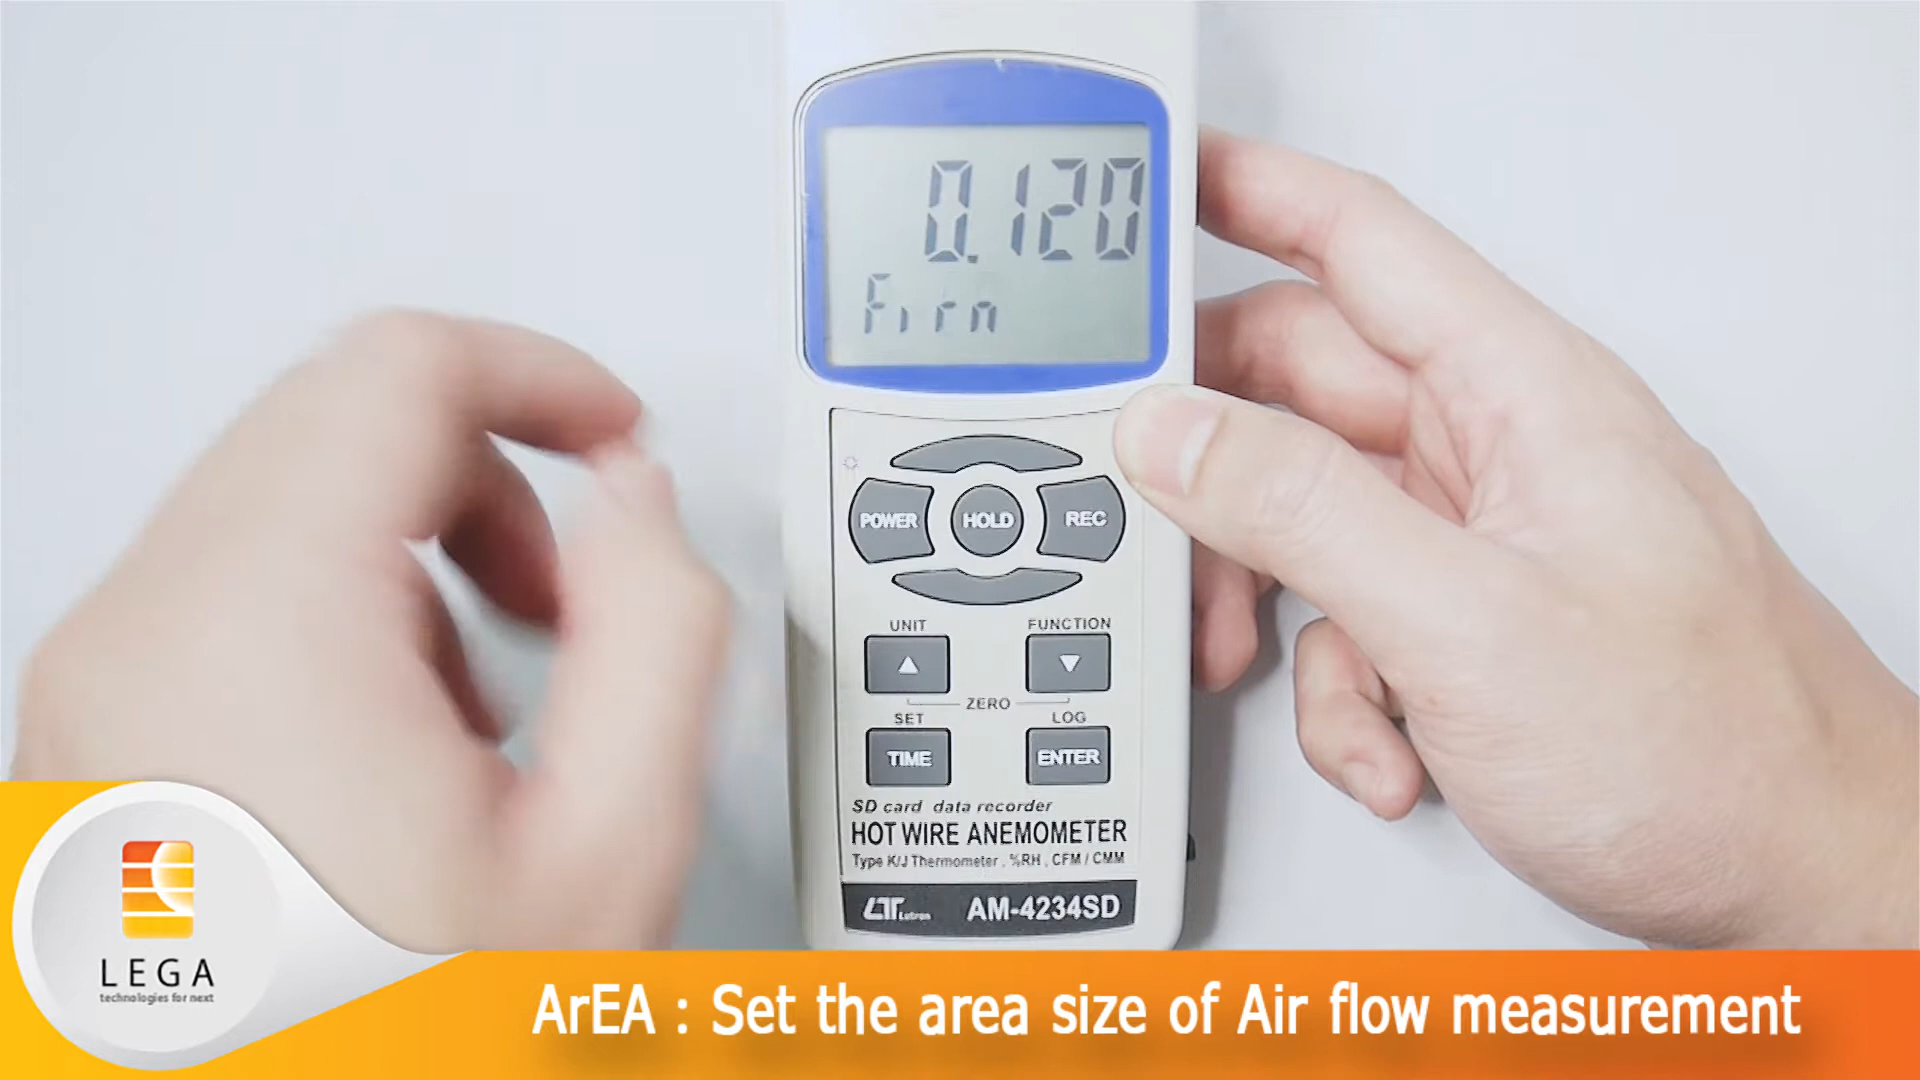 0.120
Firn
POWER
HOLD
REC
UNIT
FUNCTION
ZERO
SET
LOG
TIME
ENTER
SD card data recorder
HOT WIRE ANEMOMETER
Type K/J Thermometer , %RH , CFM / CMM
Lutron AM-4234SD
LEGA
technologies for next
ArEA : Set the area size of Air flow measurement